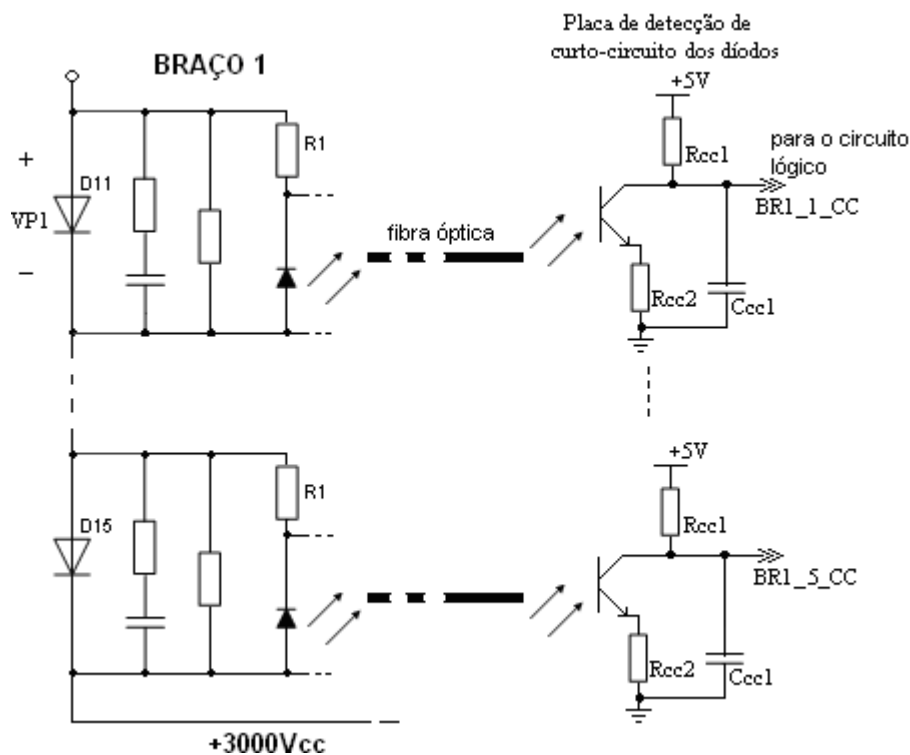 Placa de detecção de
curto-circuito dos díodos
BRAÇO 1
+5V
R1
Rcc1
para o circuito
lógico
+
D11
VP1
BR1_1_CC
fibra óptica
−
Rcc2
Ccc1
+5V
R1
Rcc1
D15
BR1_5_CC
Rcc2
Ccc1
+3000Vcc